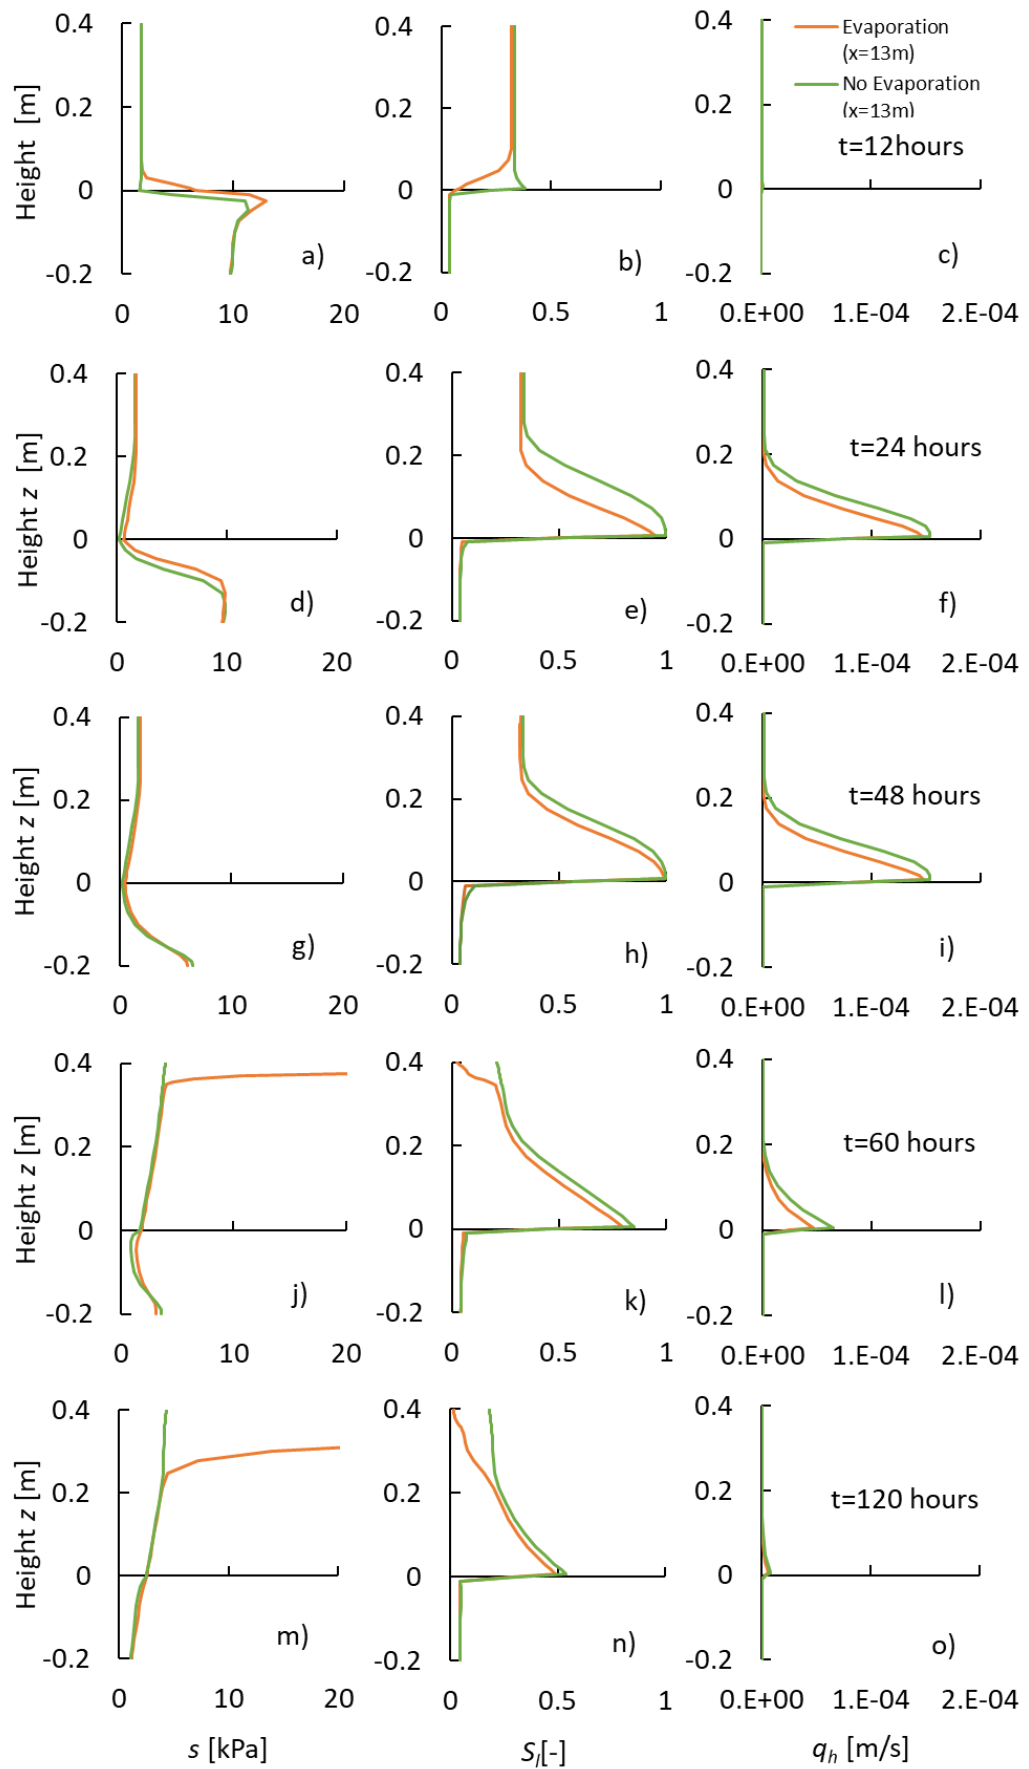 0.4 0.4 0.4 Evaporation
(x=13m)
No Evaporation
(x=13m)
0.2 0.2 0.2
t=12hours
Height [m]
0 0 0
-0.2 -0.2 -0.2
a) b) c)
0 10 20 0 0.5 1 0.E+00 1.E-04 2.E-04
0.4 0.4 0.4
0.2 0.2 0.2
t=24 hours
Height z [m]
0 0 0
-0.2 -0.2 -0.2
d) e) f)
0 10 20 0 0.5 1 0.E+00 1.E-04 2.E-04
0.4 0.4 0.4
0.2 0.2 0.2
t=48 hours
Height z [m]
0 0 0
-0.2 -0.2 -0.2
g) h) i)
0 10 20 0 0.5 1 0.E+00 1.E-04 2.E-04
0.4 0.4 0.4
0.2 0.2 0.2
t=60 hours
Height z [m]
0 0 0
-0.2 -0.2 -0.2
j) k) l)
0 10 20 0 0.5 1 0.E+00 1.E-04 2.E-04
0.4 0.4 0.4
0.2 0.2 0.2
t=120 hours
Height z [m]
0 0 0
-0.2 -0.2 -0.2
m) n) o)
0 10 20 0 0.5 1 0.E+00 1.E-04 2.E-04
s [kPa] Sl[-] qh [m/s]